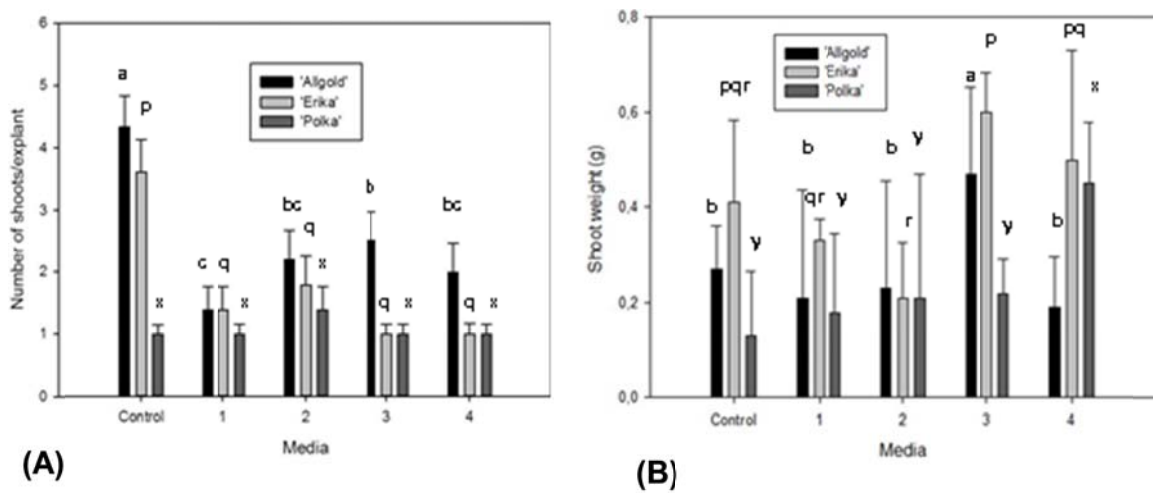 6
5
4
3
2
1
0
Number of shoots/explant
'Allgold'
'Erika'
'Polka'
a
p
x
c
q
x
bc
q
x
b
q
x
bc
q
x
Control
1
2
3
4
Media
(A)
0,8
0,6
0,4
0,2
0,0
Shoot weight (g)
'Allgold'
'Erika'
'Polka'
b
pqr
y
b
qr
y
b
r
y
a
p
y
b
pq
x
Control
1
2
3
4
Media
(B)